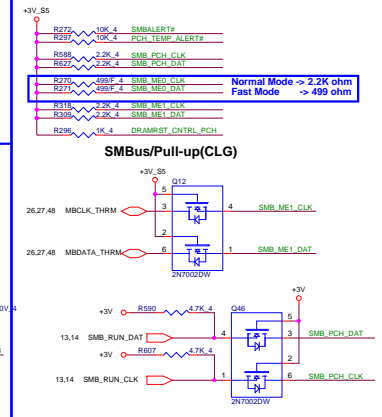 +3V_S5
R272 10K_4 SMBALERT#
R297 10K_4 PCH_TEMP_ALERT#
R588 2.2K_4 SMB_PCH_CLK
R627 2.2K_4 SMB_PCH_DAT
R270 499/F_4 SMB_ME0_CLK Normal Mode -> 2.2K ohm
R271 499/F_4 SMB_ME0_DAT Fast Mode -> 499 ohm
R318 2.2K_4 SMB_ME1_CLK
R309 2.2K_4 SMB_ME1_DAT
R296 1K_4 DRAMRST_CNTRL_PCH
SMBus/Pull-up(CLG)
+3V_S5
Q12
5
26,27,48 MBCLK_THRM 3 4 SMB_ME1_CLK
2
26,27,48 MBDATA_THRM 6 1 SMB_ME1_DAT
2N7002DW
+3V
+3V R590 4.7K_4 Q46
5
13,14 SMB_RUN_DAT 4 3 SMB_PCH_DAT
+3V R607 4.7K_4
2
13,14 SMB_RUN_CLK 1 6 SMB_PCH_CLK
2N7002DW